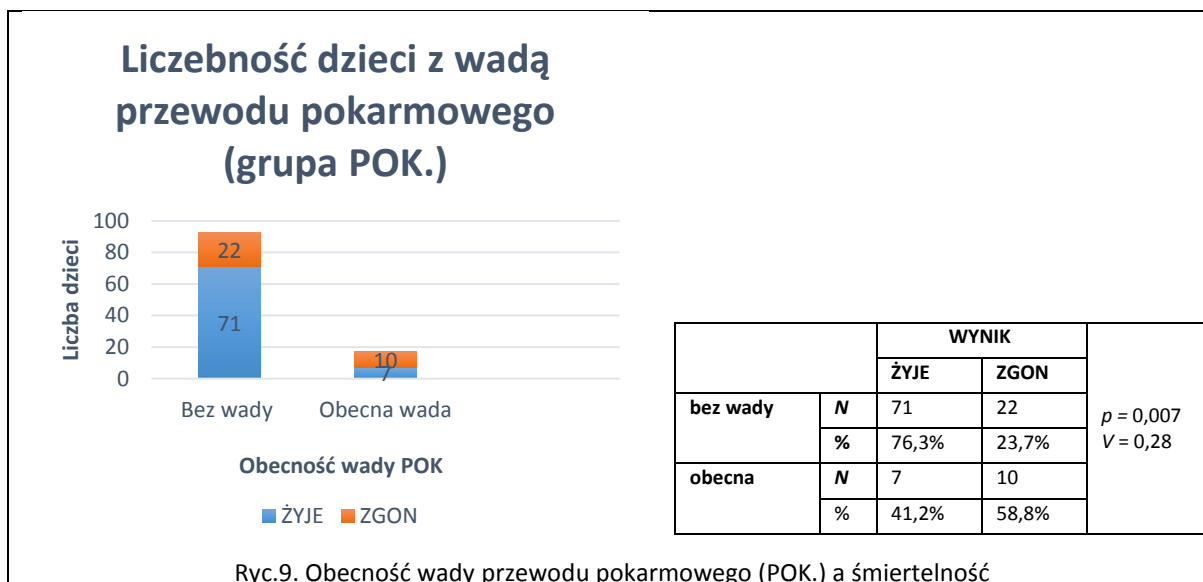 Liczebność dzieci z wadą
przewodu pokarmowego
(grupa POK.)
100
80
60
40
20
0
Liczba dzieci
22
71
10
7
Bez wady Obecna wada
Obecność wady POK
ŻYJE ZGON
WYNIK
ŻYJE ZGON
bez wady N 71 22
% 76,3% 23,7%
p = 0,007
V = 0,28
obecna N 7 10
% 41,2% 58,8%
Ryc.9. Obecność wady przewodu pokarmowego (POK.) a śmiertelność